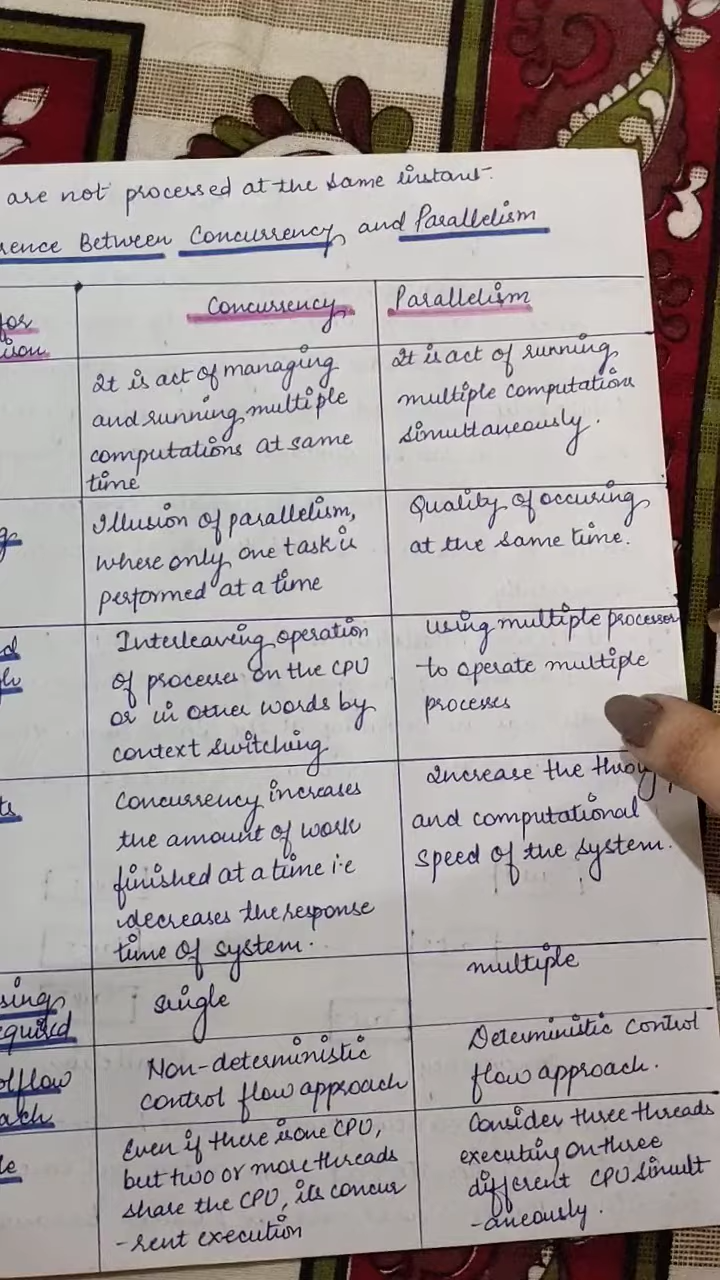 are not processed at the same instant.
Between Concurrency and Parallelism
for
Concurrency
Parallelism
It is act of managing
and running multiple
computations at same
time
It is act of running
multiple computations
simultaneously.
Illusion of parallelism,
where only one task is
performed at a time
Quality of occuring
at the same time.
Interleaving operation
of processes on the CPU
or in other words by
context switching
using multiple processor
to operate multiple
processes
Concurrency increases
the amount of work
finished at a time i.e
decreases the response
time of system.
Increase the
and computational
speed of the system.
single
multiple
Non-deterministic
control flow approach
Deterministic control
flow approach.
Even if there is one CPU,
but two or more threads
share the CPU, its concur
-rent execution
Consider three threads
executing on three
different CPU simult
-aneously.